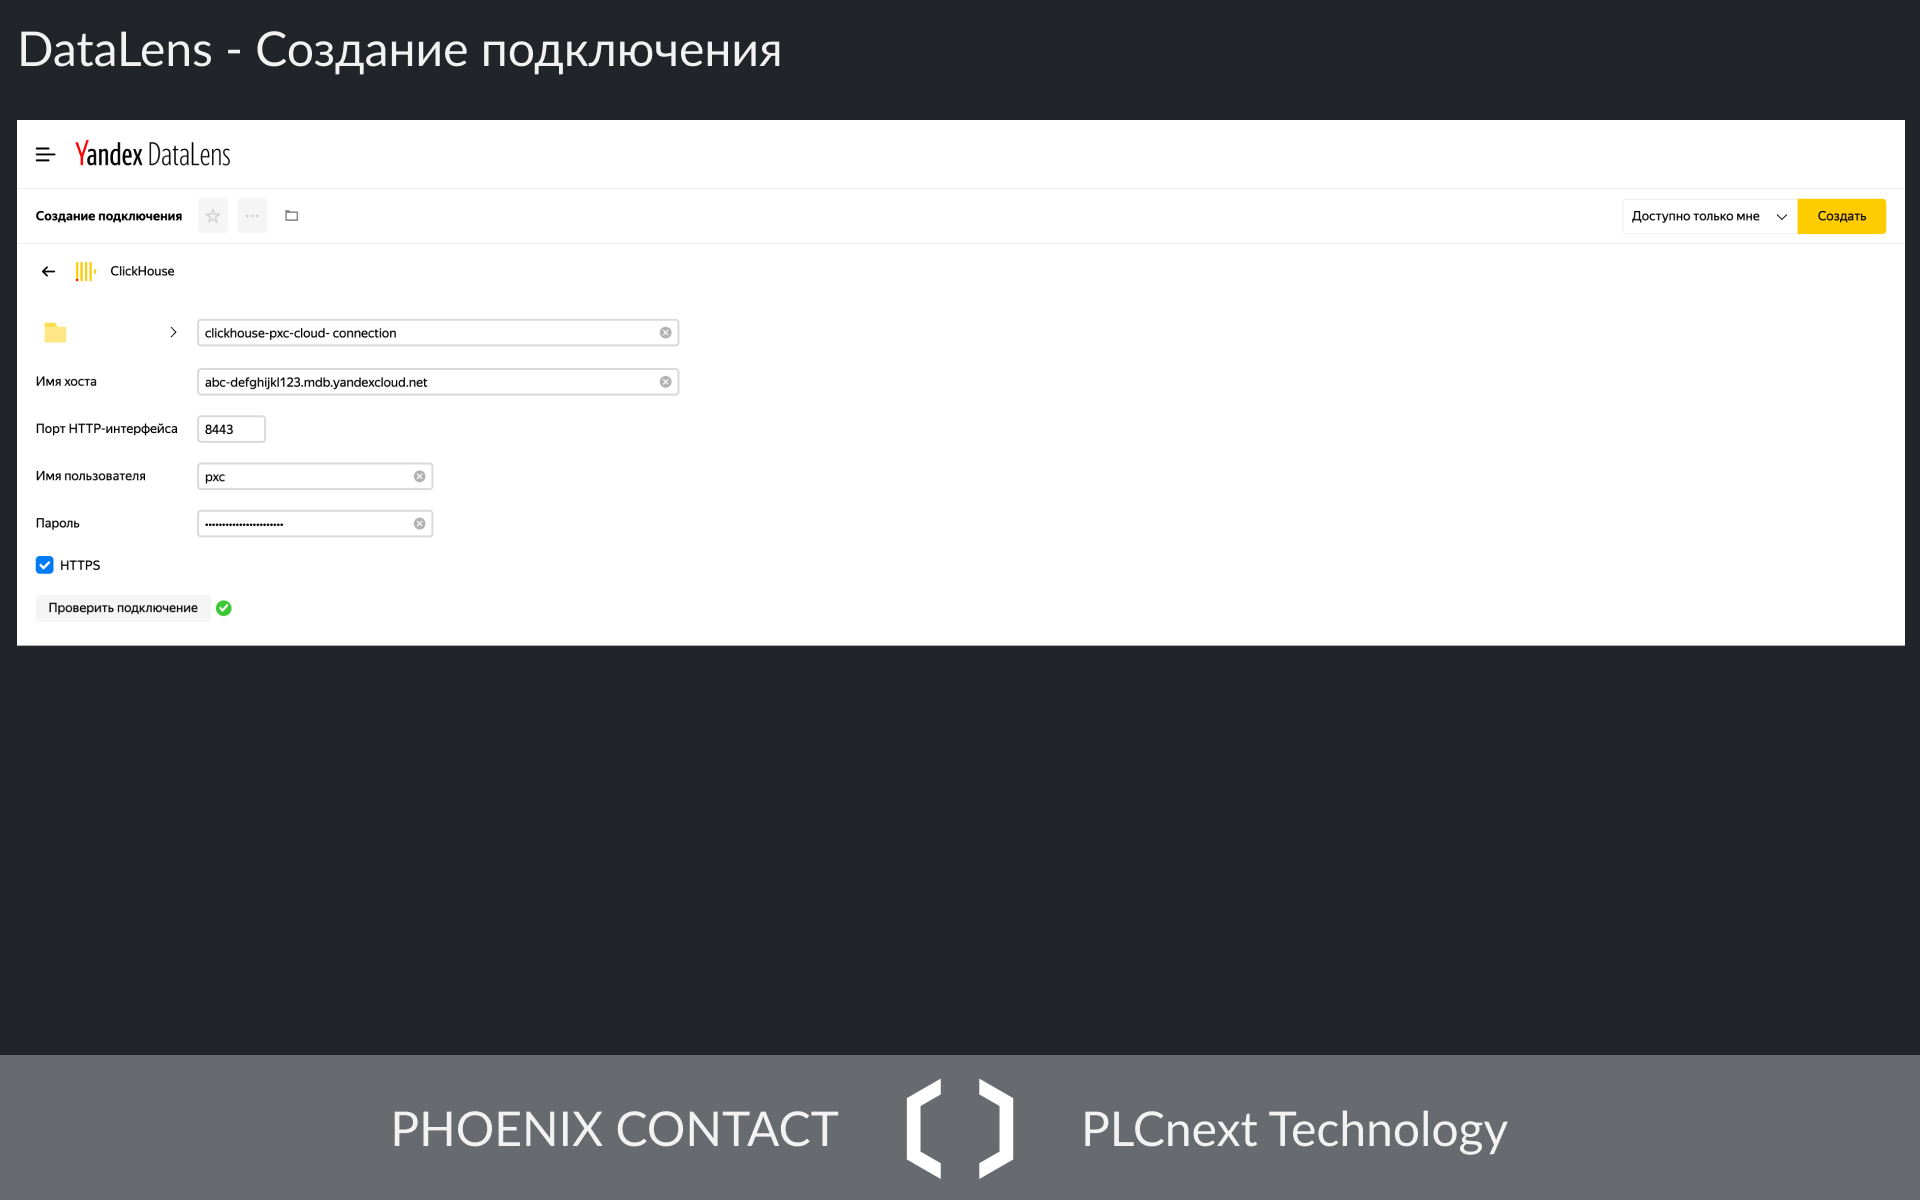 DataLens - Создание подключения
Yandex DataLens
Создание подключения
Доступно только мне
Создать
ClickHouse
clickhouse-pxc-cloud- connection
Имя хоста
abc-defghijkl123.mdb.yandexcloud.net
Порт HTTP-интерфейса
8443
Имя пользователя
pxc
Пароль
HTTPS
Проверить подключение
PHOENIX CONTACT
PLCnext Technology